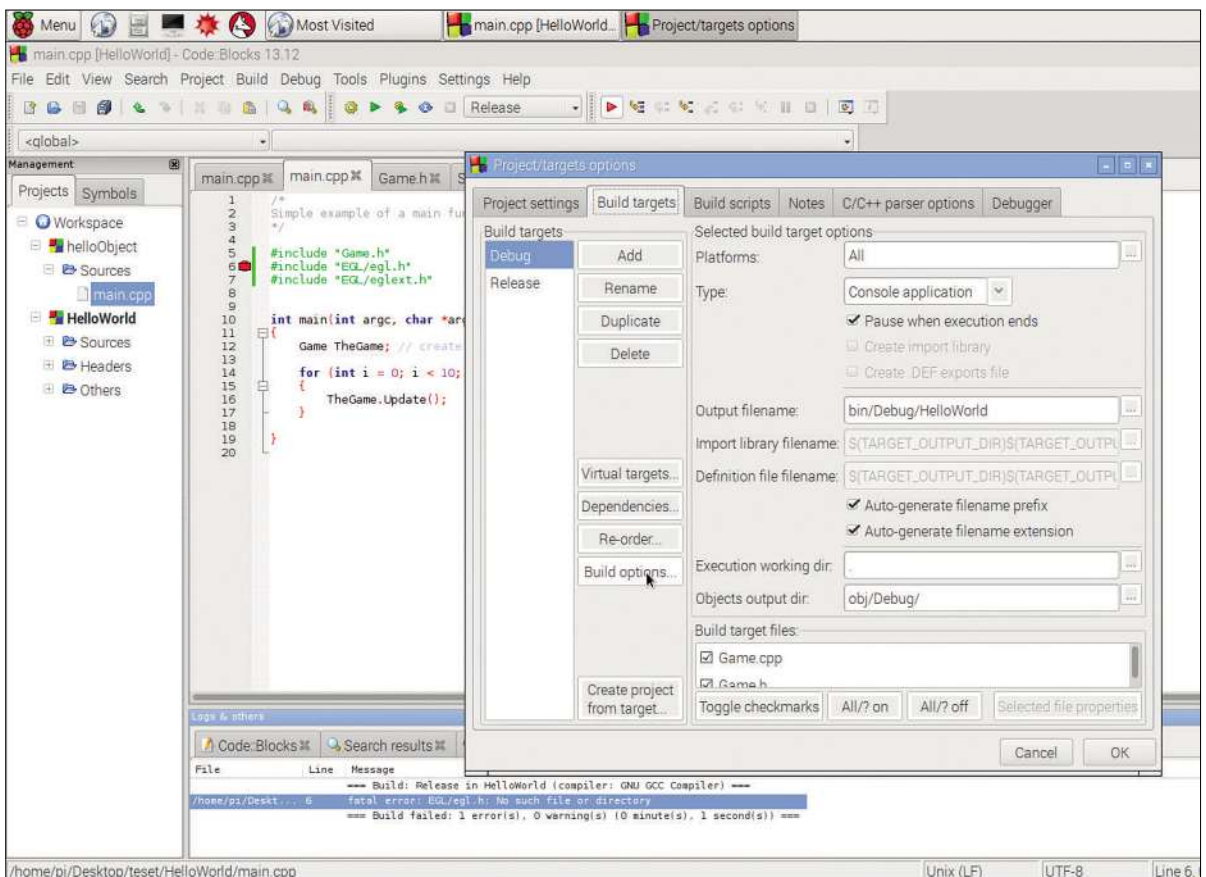 Menu
Most Visited
main.cpp [HelloWorld...
Project/targets options
main.cpp [HelloWorld] - Code::Blocks 13.12
File Edit View Search Project Build Debug Tools Plugins Settings Help
Release
<global>
Management
Projects Symbols
Workspace
helloObject
Sources
main.cpp
HelloWorld
Sources
Headers
Others
main.cpp main.cpp Game.h S
1 /*
2 Simple example of a main fu
3 */
4
5 #include "Game.h"
6 #include "EGL/egl.h"
7 #include "EGL/eglext.h"
8
9
10 int main(int argc, char *arg
11 {
12 Game TheGame; // create
13
14 for (int i = 0; i < 10;
15 {
16 TheGame.Update();
17 }
18
19 }
20
Project/targets options
Project settings Build targets Build scripts Notes C/C++ parser options Debugger
Build targets
Debug
Release
Add
Rename
Duplicate
Delete
Virtual targets...
Dependencies...
Re-order...
Build options...
Create project
from target...
Selected build target options
Platforms: All ...
Type: Console application
Pause when execution ends
Create import library
Create .DEF exports file
Output filename: bin/Debug/HelloWorld ...
Import library filename: $(TARGET_OUTPUT_DIR)$(TARGET_OUTPU ...
Definition file filename: $(TARGET_OUTPUT_DIR)$(TARGET_OUTPU ...
Auto-generate filename prefix
Auto-generate filename extension
Execution working dir: . ...
Objects output dir: obj/Debug/ ...
Build target files:
Game.cpp
Game.h
Toggle checkmarks All/? on All/? off Selected file properties
Cancel OK
Logs & others
Code::Blocks Search results
File Line Message
=== Build: Release in HelloWorld (compiler: GNU GCC Compiler) ===
/home/pi/Deskt... 6 fatal error: EGL/egl.h: No such file or directory
=== Build failed: 1 error(s), 0 warning(s) (0 minute(s), 1 second(s)) ===
/home/pi/Desktop/teset/HelloWorld/main.cpp Unix (LF) UTF-8 Line 6,